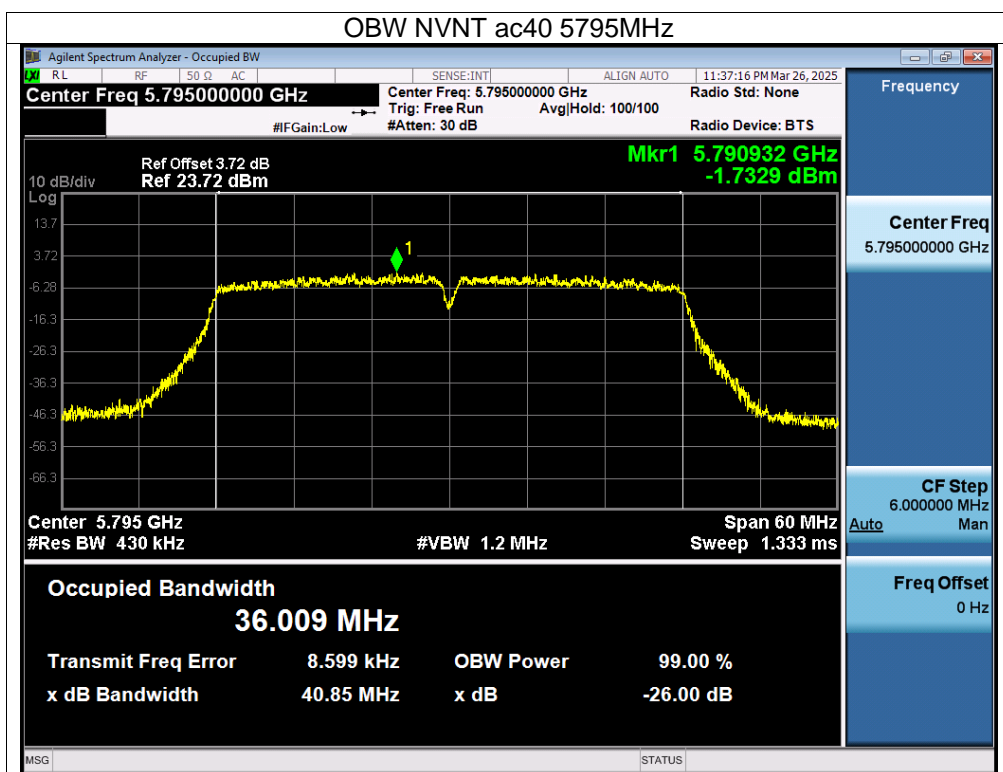 OBW NVNT ac40 5795MHz
Agilent Spectrum Analyzer - Occupied BW
LXI RL RF 50 Ω AC SENSE:INT ALIGN AUTO 11:37:16 PM Mar 26, 2025
Center Freq 5.795000000 GHz
#IFGain:Low
Center Freq: 5.795000000 GHz
Trig: Free Run Avg|Hold: 100/100
#Atten: 30 dB
Radio Std: None
Radio Device: BTS
Frequency
Ref Offset 3.72 dB
10 dB/div Ref 23.72 dBm
Log
Mkr1 5.790932 GHz
-1.7329 dBm
13.7
3.72
-6.28
-16.3
-26.3
-36.3
-46.3
-56.3
-66.3
1
Center 5.795 GHz Span 60 MHz
#Res BW 430 kHz #VBW 1.2 MHz Sweep 1.333 ms
Center Freq
5.795000000 GHz
CF Step
6.000000 MHz
Auto Man
Freq Offset
0 Hz
Occupied Bandwidth
36.009 MHz
Transmit Freq Error 8.599 kHz OBW Power 99.00 %
x dB Bandwidth 40.85 MHz x dB -26.00 dB
MSG STATUS